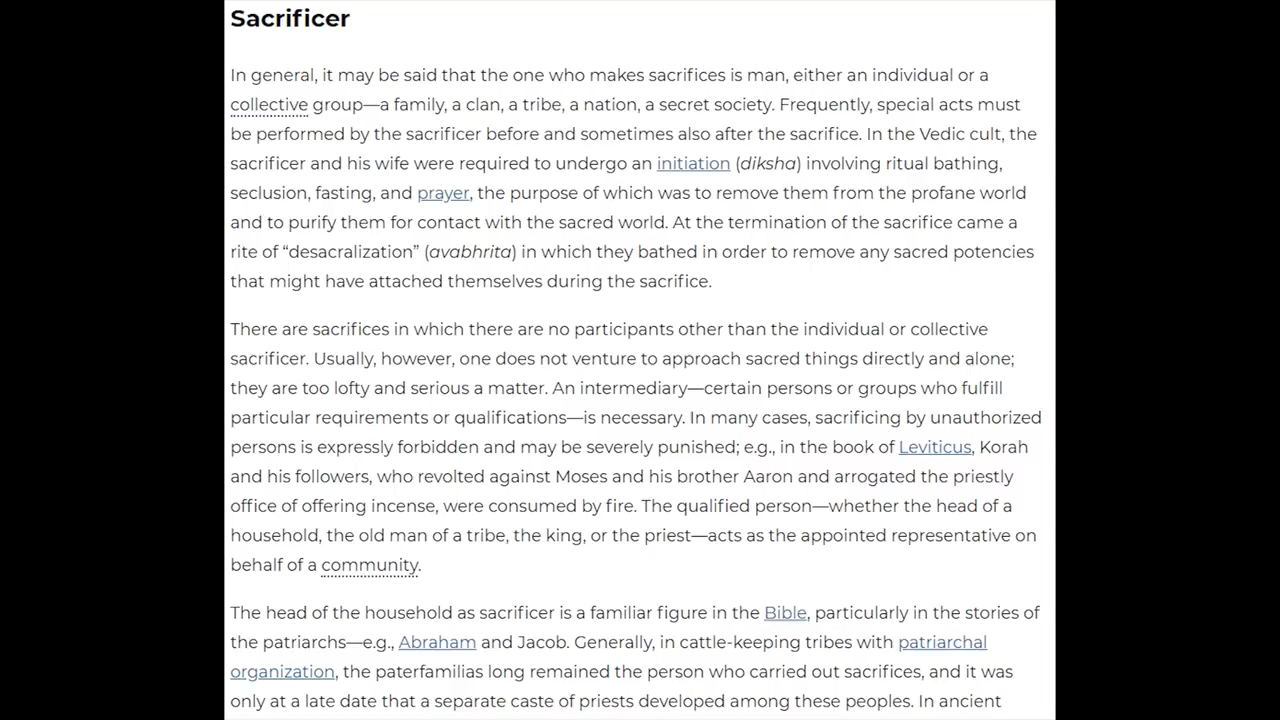 Sacrificer
In general, it may be said that the one who makes sacrifices is man, either an individual or a
collective group—a family, a clan, a tribe, a nation, a secret society. Frequently, special acts must
be performed by the sacrificer before and sometimes also after the sacrifice. In the Vedic cult, the
sacrificer and his wife were required to undergo an initiation (diksha) involving ritual bathing,
seclusion, fasting, and prayer, the purpose of which was to remove them from the profane world
and to purify them for contact with the sacred world. At the termination of the sacrifice came a
rite of “desacralization” (avabhrita) in which they bathed in order to remove any sacred potencies
that might have attached themselves during the sacrifice.
There are sacrifices in which there are no participants other than the individual or collective
sacrificer. Usually, however, one does not venture to approach sacred things directly and alone;
they are too lofty and serious a matter. An intermediary—certain persons or groups who fulfill
particular requirements or qualifications—is necessary. In many cases, sacrificing by unauthorized
persons is expressly forbidden and may be severely punished; e.g., in the book of Leviticus, Korah
and his followers, who revolted against Moses and his brother Aaron and arrogated the priestly
office of offering incense, were consumed by fire. The qualified person—whether the head of a
household, the old man of a tribe, the king, or the priest—acts as the appointed representative on
behalf of a community.
The head of the household as sacrificer is a familiar figure in the Bible, particularly in the stories of
the patriarchs—e.g., Abraham and Jacob. Generally, in cattle-keeping tribes with patriarchal
organization, the paterfamilias long remained the person who carried out sacrifices, and it was
only at a late date that a separate caste of priests developed among these peoples. In ancient